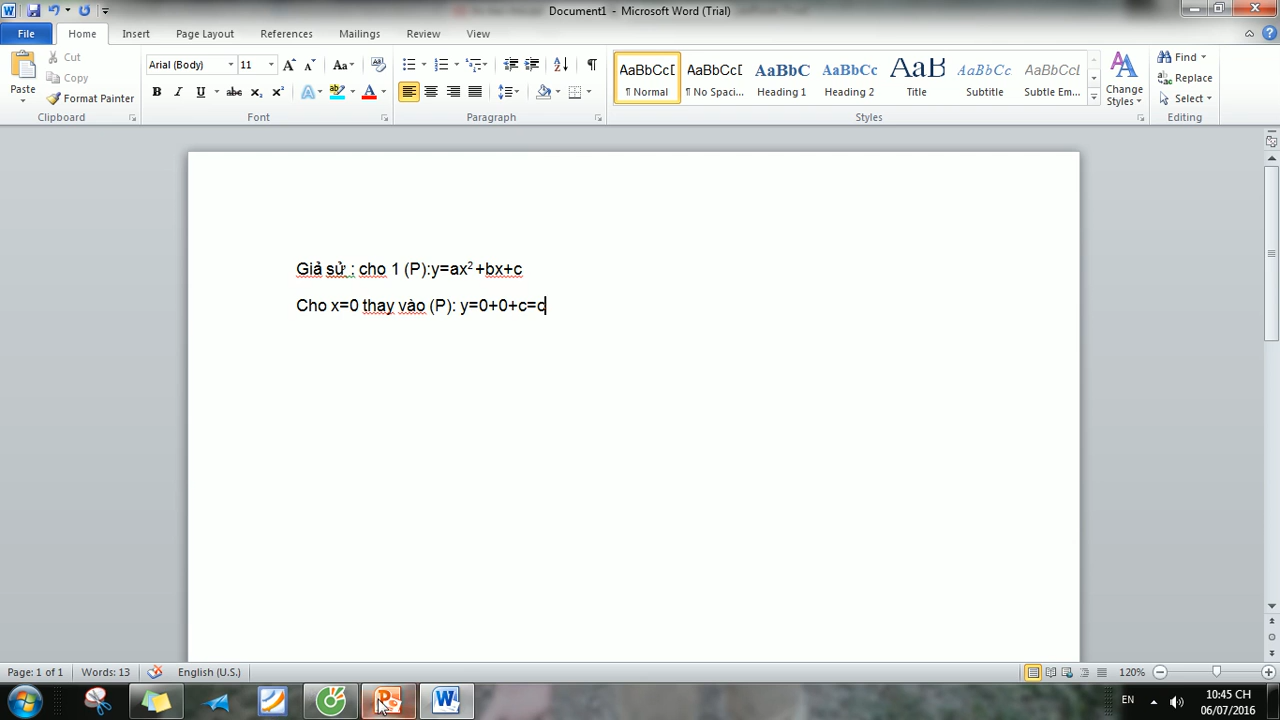 Document1 - Microsoft Word (Trial)
File Home Insert Page Layout References Mailings Review View
Paste
Cut
Copy
Format Painter
Clipboard
Arial (Body) 11
Font
Paragraph
AaBbCcD
¶ Normal
AaBbCcD
¶ No Spaci...
AaBbC
Heading 1
AaBbCc
Heading 2
AaB
Title
AaBbCc
Subtitle
AaBbCcD
Subtle Em...
Change Styles
Styles
Find
Replace
Select
Editing
Giả sử : cho 1 (P):y=ax² +bx+c
Cho x=0 thay vào (P): y=0+0+c=c
Page: 1 of 1 Words: 13 English (U.S.) 120%
EN 10:45 CH
06/07/2016